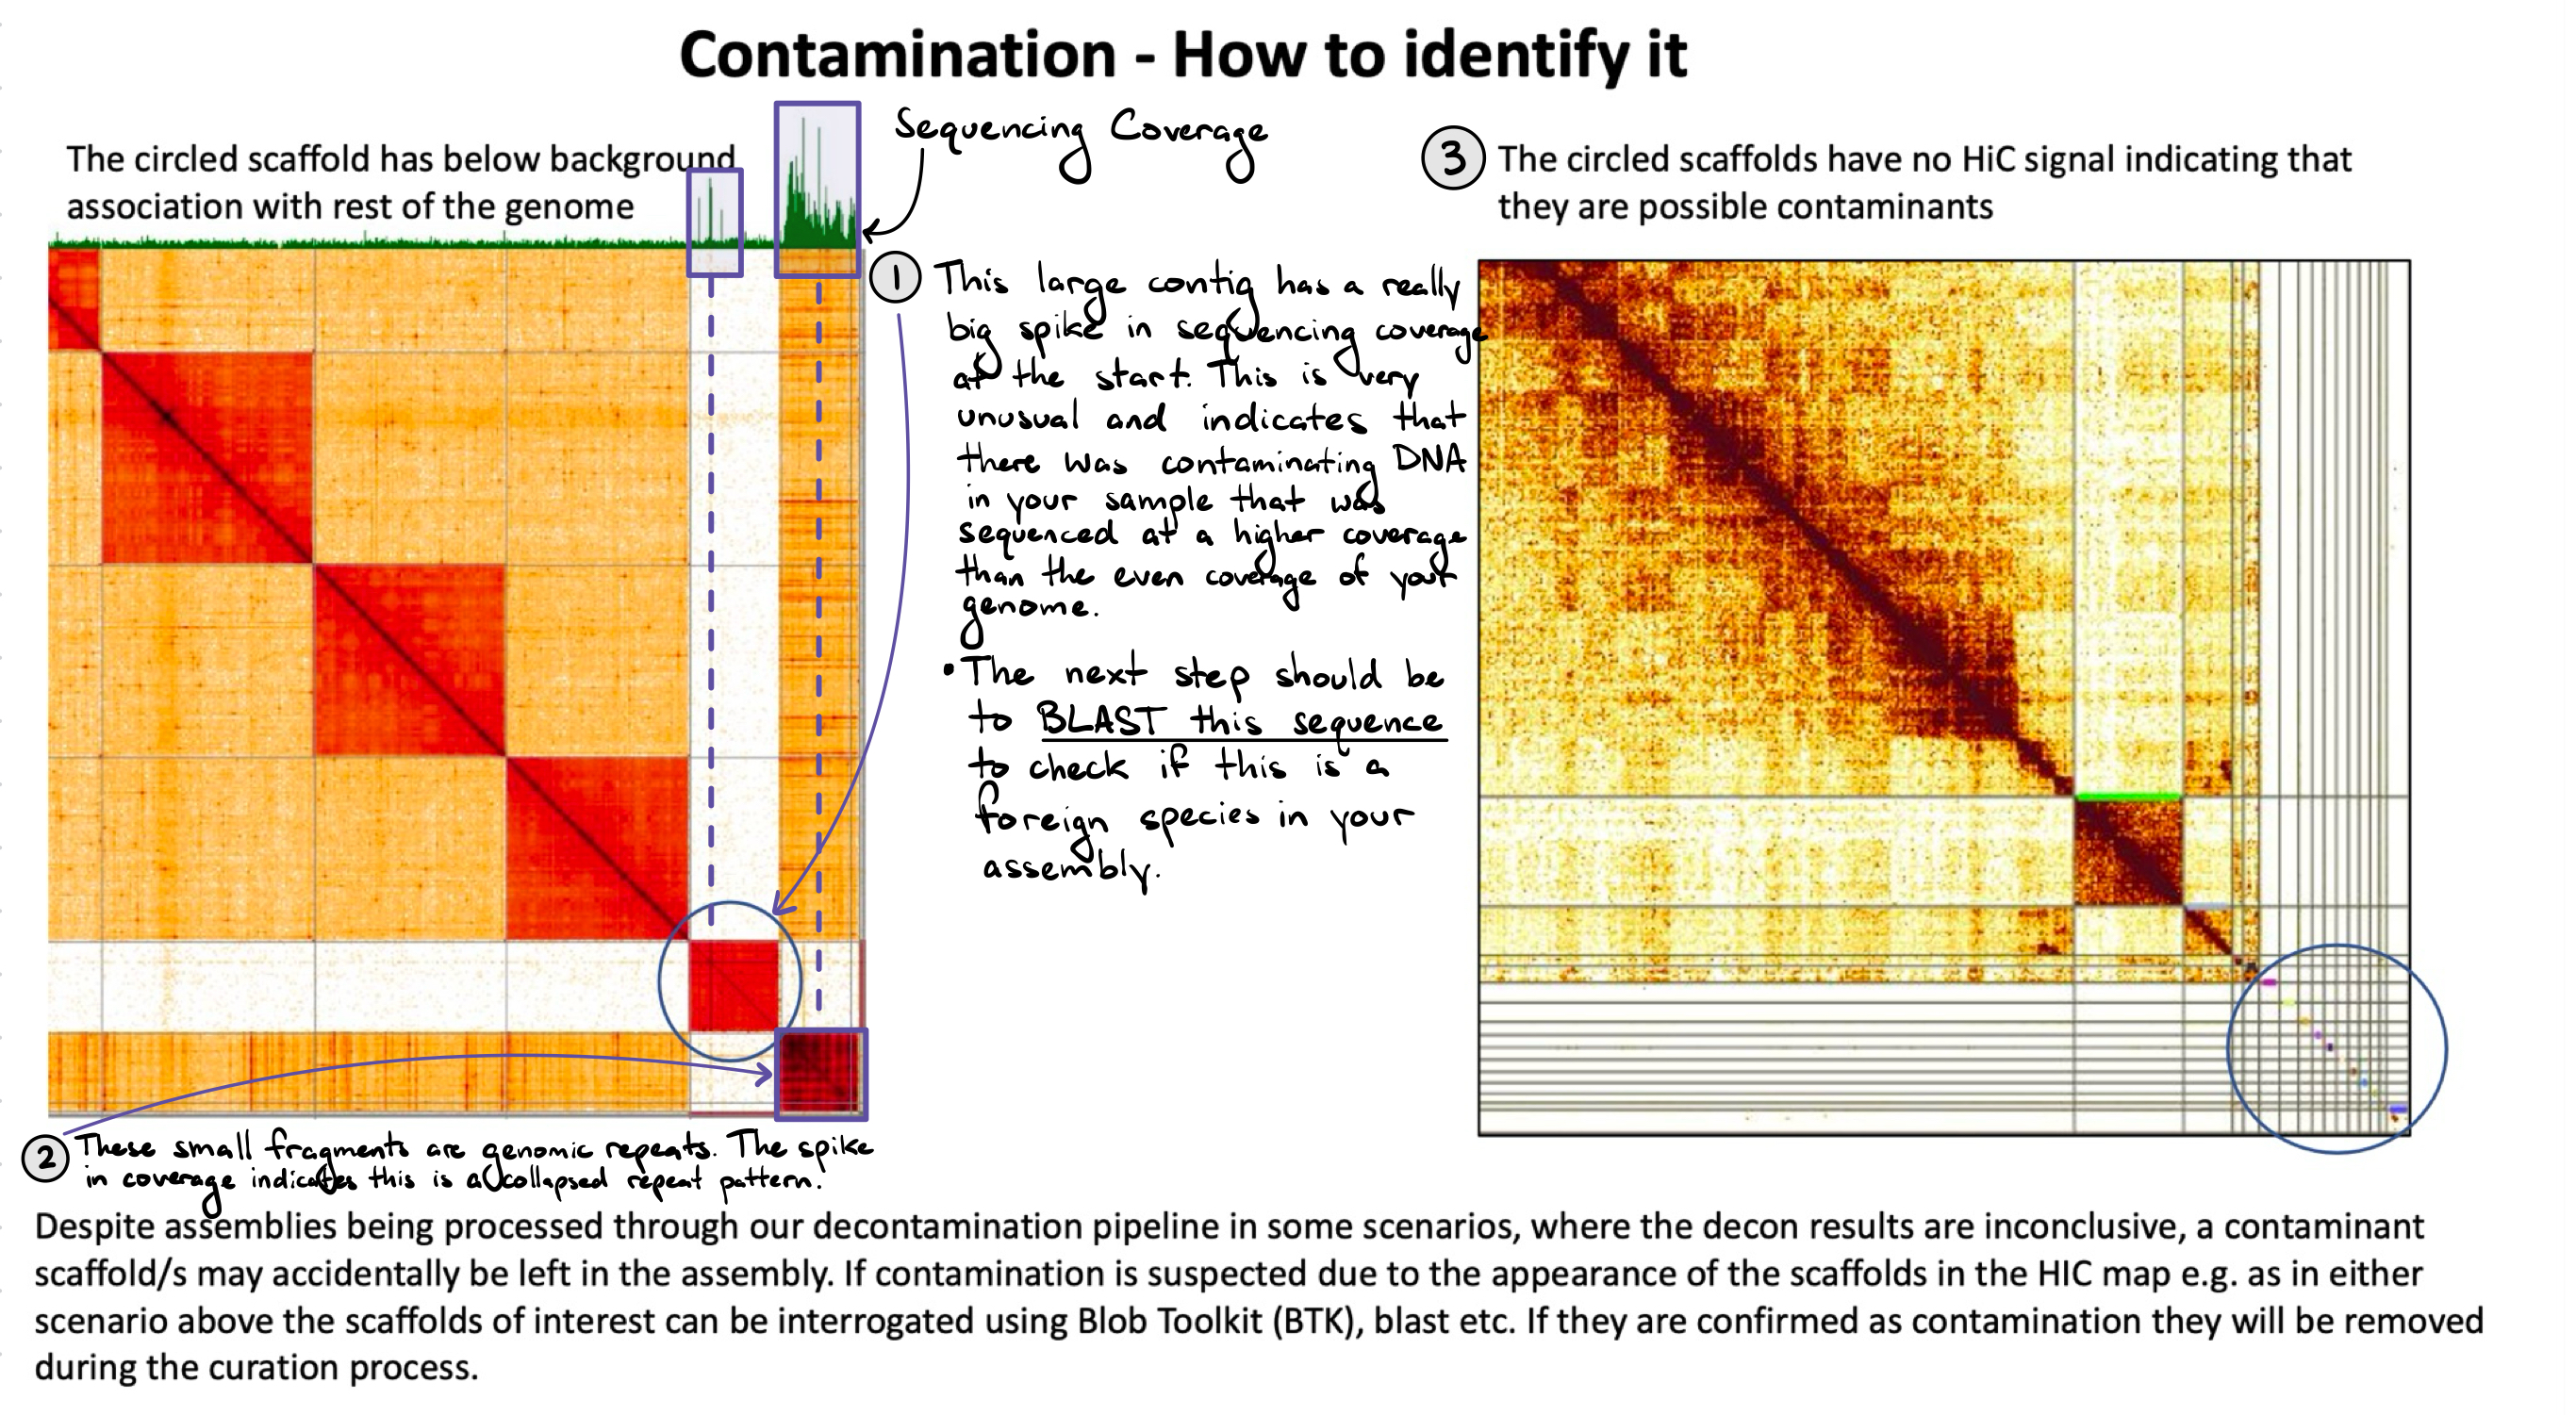 Contamination - How to identify it
The circled scaffold has below background
association with rest of the genome
Sequencing Coverage
1 This large contig has a really
big spike in sequencing coverage
at the start. This is very
unusual and indicates that
there was contaminating DNA
in your sample that was
sequenced at a higher coverage
than the even coverage of your
genome.
• The next step should be
to BLAST this sequence
to check if this is a
foreign species in your
assembly.
2 These small fragments are genomic repeats. The spike
in coverage indicates this is a collapsed repeat pattern.
3 The circled scaffolds have no HiC signal indicating that
they are possible contaminants
Despite assemblies being processed through our decontamination pipeline in some scenarios, where the decon results are inconclusive, a contaminant
scaffold/s may accidentally be left in the assembly. If contamination is suspected due to the appearance of the scaffolds in the HIC map e.g. as in either
scenario above the scaffolds of interest can be interrogated using Blob Toolkit (BTK), blast etc. If they are confirmed as contamination they will be removed
during the curation process.